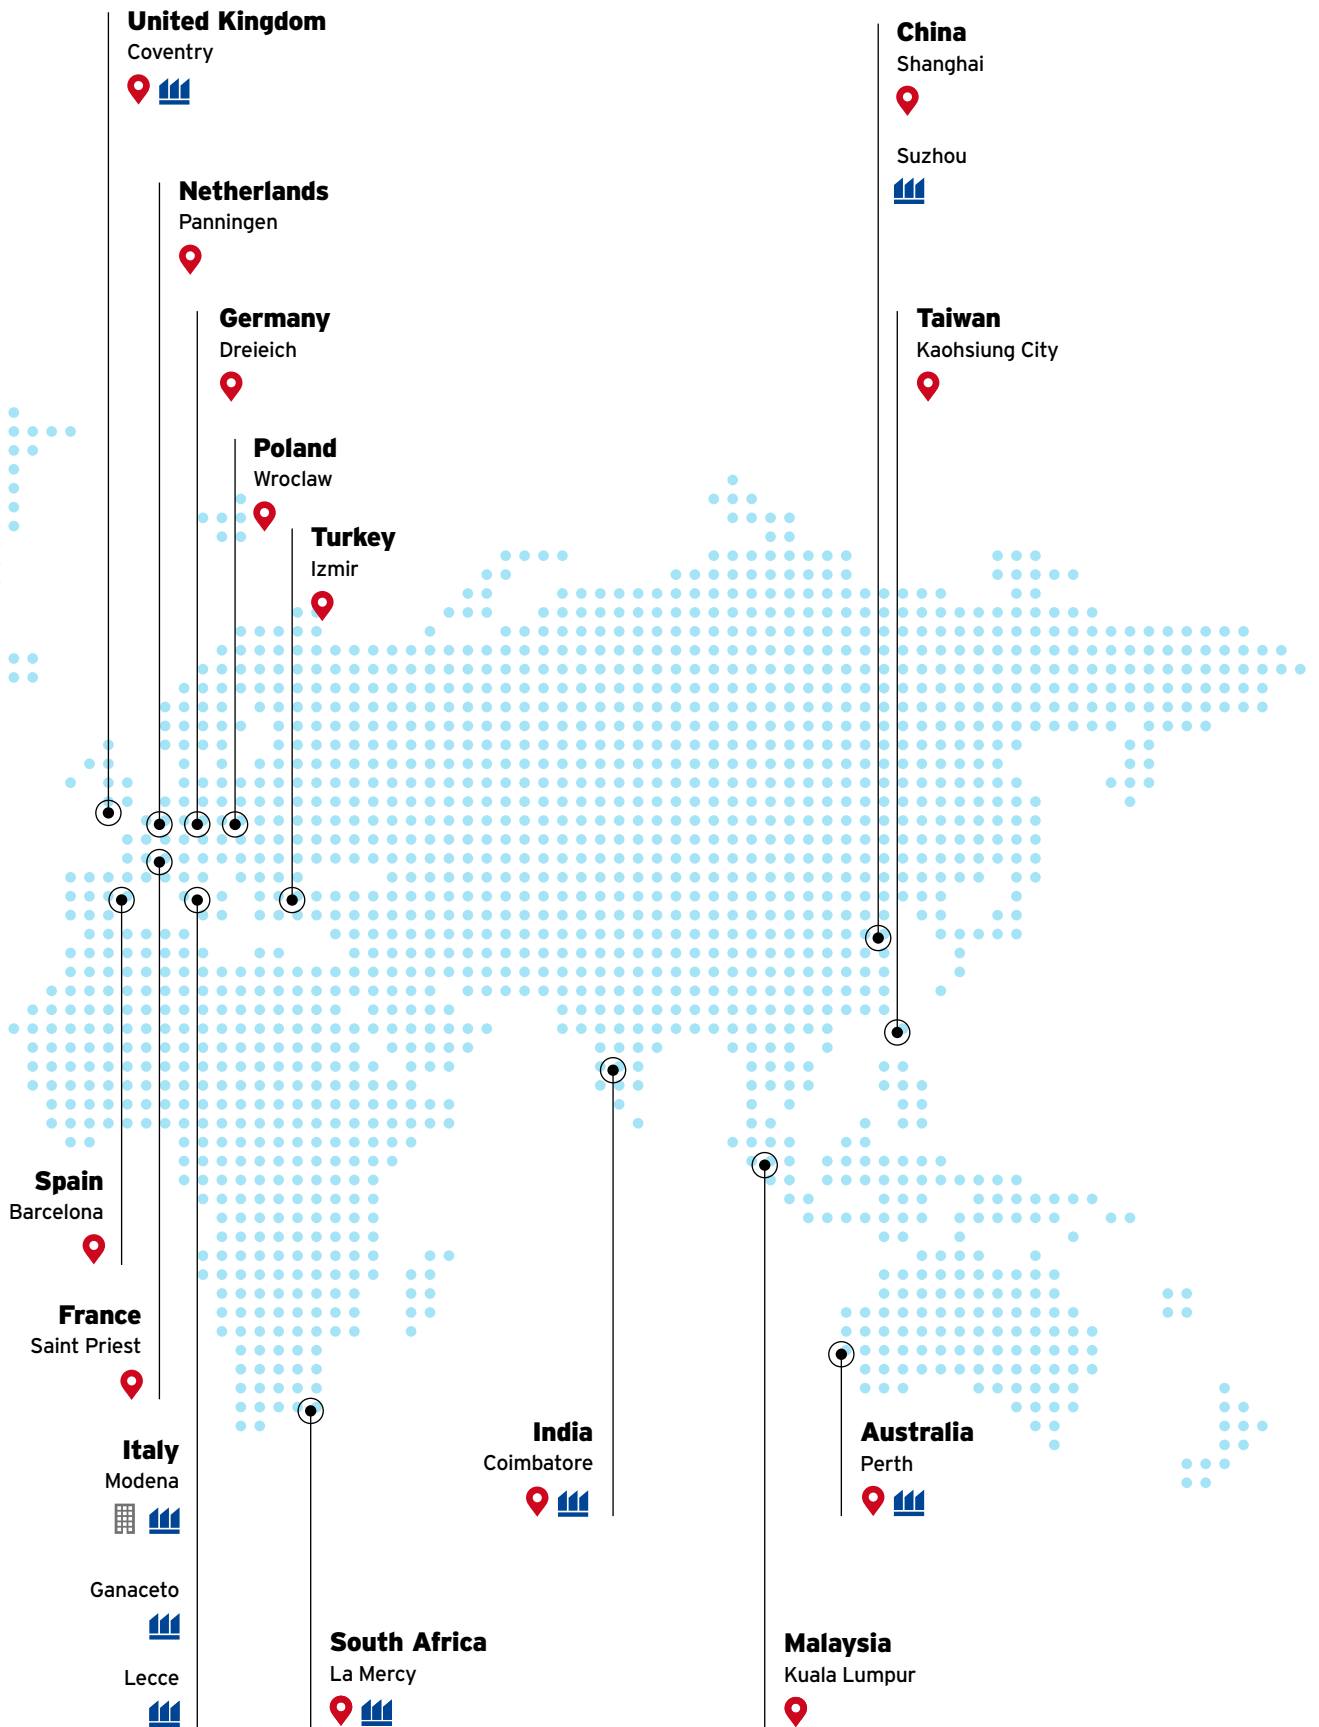 United Kingdom
Coventry
China
Shanghai
Suzhou
Netherlands
Panningen
Germany
Dreieich
Taiwan
Kaohsiung City
Poland
Wroclaw
Turkey
Izmir
Spain
Barcelona
France
Saint Priest
Italy
Modena
Ganaceto
Lecce
India
Coimbatore
Australia
Perth
South Africa
La Mercy
Malaysia
Kuala Lumpur